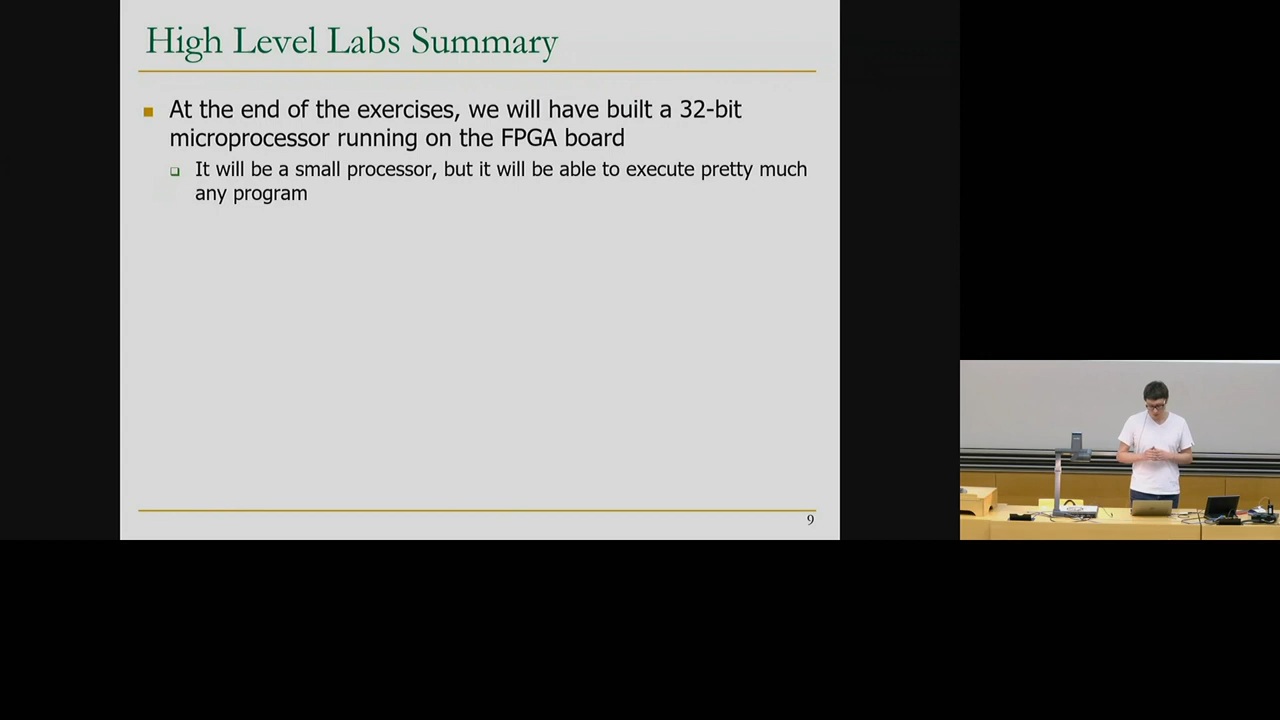 High Level Labs Summary
At the end of the exercises, we will have built a 32-bit
microprocessor running on the FPGA board
It will be a small processor, but it will be able to execute pretty much
any program
9